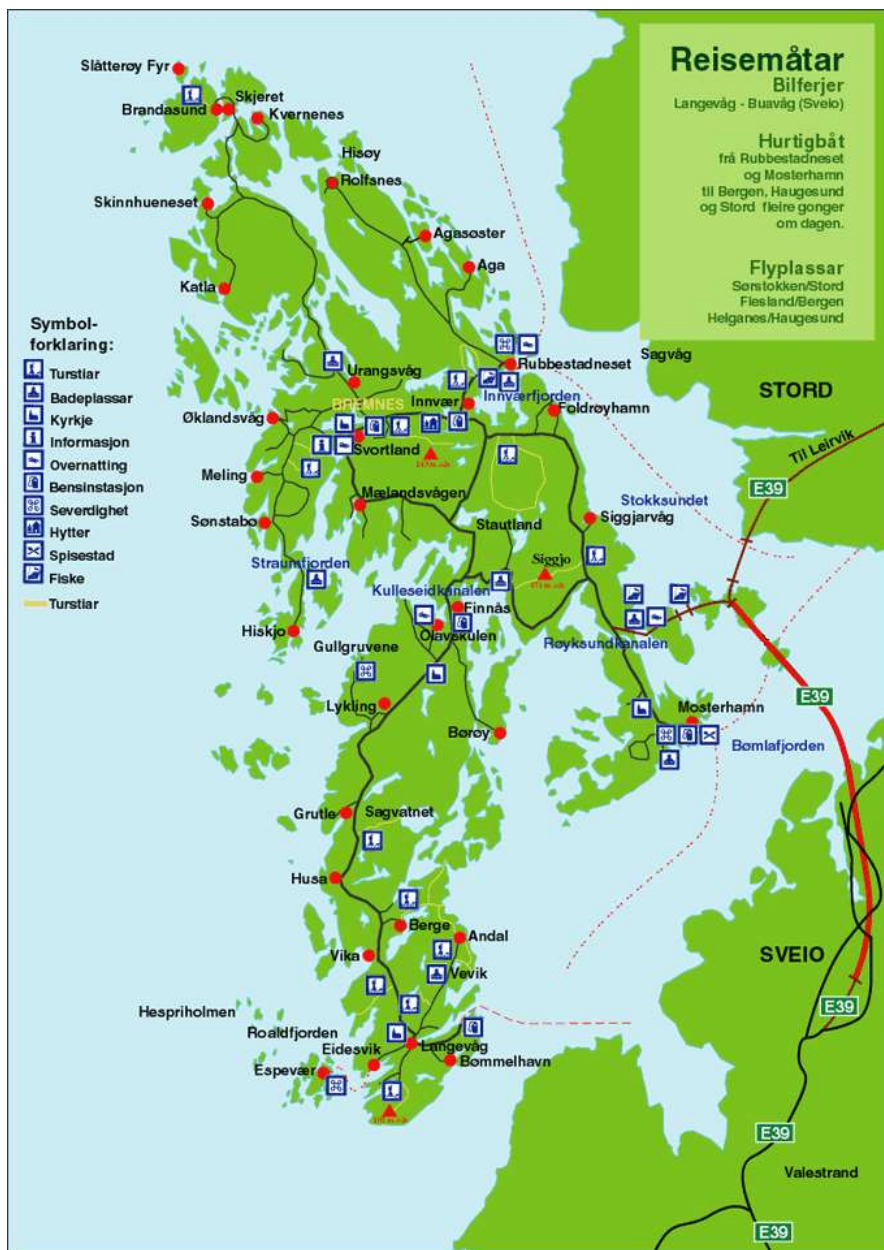 Reisemåtar
Bilferjer
Langevåg - Buavåg (Sveio)
Hurtigbåt
frå Rubbestadneset
og Mosterhamn
til Bergen, Haugesund
og Stord fleire gonger
om dagen.
Flyplassar
Sørstokken/Stord
Flesland/Bergen
Helganes/Haugesund
Slåtterøy Fyr
Skjeret
Brandasund
Kvernenes
Hisøy
Rolfsnes
Skinnhueneset
Agasøster
Aga
Katla
Symbol-
forklaring:
Turstiar
Badeplassar
Kyrkje
Informasjon
Overnatting
Bensinstasjon
Severdighet
Hytter
Spisestad
Fiske
Turstiar
Sagvåg
Rubbestadneset
STORD
Urangsvåg
Innværfjorden
BREMNES
Innvær
Øklandsvåg
Foldrøyhamn
Svortland
Til Leirvik
Meling
E39
Mælandsvågen
Stokksundet
Siggjarvåg
Sønstabø
Stautland
Straumfjorden
Siggjo
Kulleseidkanalen
Finnås
Hiskjo
Olavskulen
Gullgruvene
Røyksundkanalen
E39
Lykling
Mosterhamn
Børøy
Bømlafjorden
Grutle
Sagvatnet
Husa
Berge
Andal
Vika
SVEIO
Vevik
Hespriholmen
E39
Roaldfjorden
Eidesvik
Langevåg
Espevær
Bømmelhavn
E39
Valestrand
E39